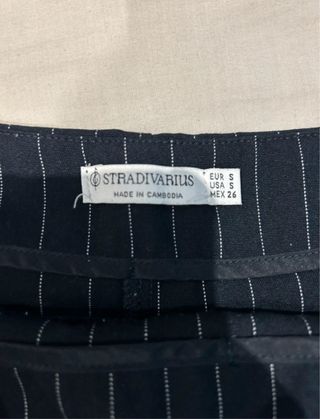 STRADIVARIUS
MADE IN CAMBODIA
EUR S
USA S
MEX 26